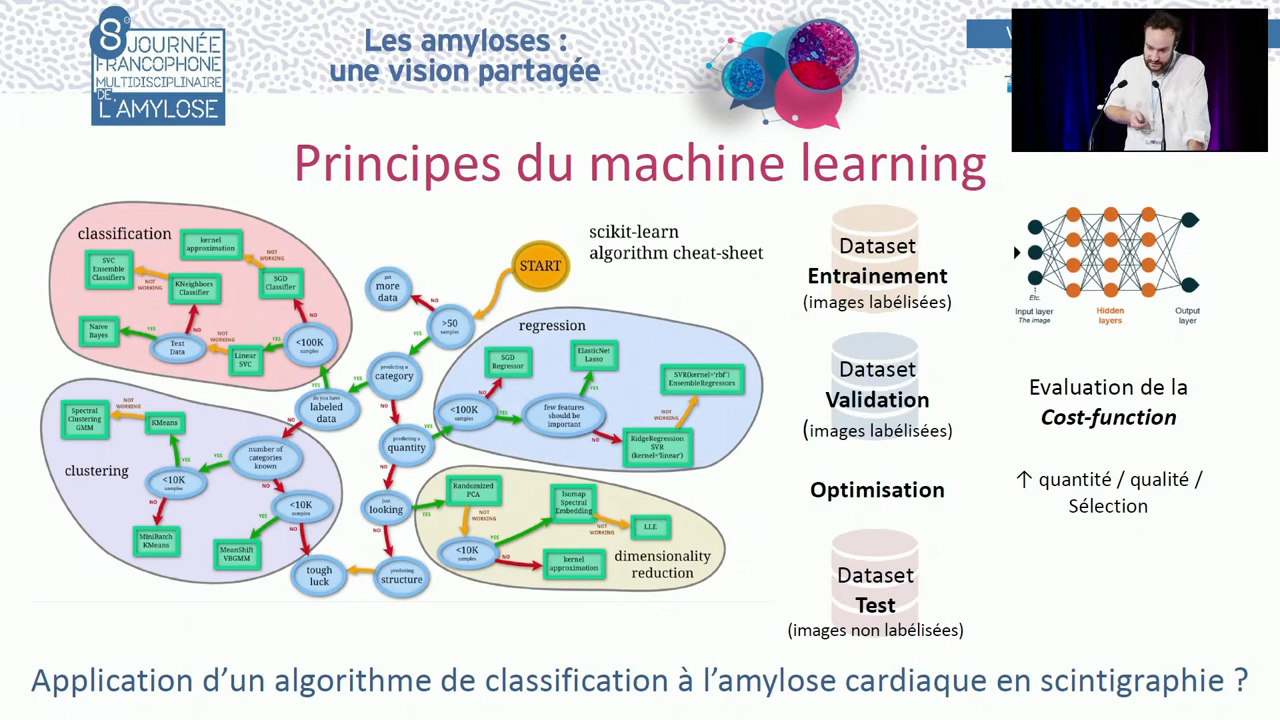 8e JOURNÉE
FRANCOPHONE
MULTIDISCIPLINAIRE
DE
L'AMYLOSE
Les amyloses :
une vision partagée
Principes du machine learning
classification
kernel
approximation
NOT
WORKING
SVC
Ensemble
Classifiers
NOT
WORKING
KNeighbors
Classifier
SGD
Classifier
NO
NO
Naive
Bayes
YES
Text
Data
NOT
WORKING
Linear
SVC
YES
<100K
samples
YES
scikit-learn
algorithm cheat-sheet
START
get
more
data
NO
>50
samples
YES
predicting a
category
YES
do you have
labeled
data
NO
NO
predicting a
quantity
YES
NO
just
looking
YES
NO
predicting
structure
tough
luck
regression
SGD
Regressor
ElasticNet
Lasso
SVR(kernel='rbf')
EnsembleRegressors
NO
YES
NOT
WORKING
<100K
samples
YES
few features
should be
important
NO
RidgeRegression
SVR
(kernel='linear')
clustering
Spectral
Clustering
GMM
NOT
WORKING
KMeans
number of
categories
known
YES
YES
NO
<10K
samples
<10K
samples
NO
YES
NO
MiniBatch
KMeans
MeanShift
VBGMM
Randomized
PCA
NOT
WORKING
Isomap
Spectral
Embedding
YES
NOT
WORKING
LLE
<10K
samples
NO
kernel
approximation
dimensionality
reduction
Dataset
Entrainement
(images labélisées)
Dataset
Validation
(images labélisées)
Optimisation
Dataset
Test
(images non labélisées)
Etc.
Input layer
The image
Hidden
layers
Output
layer
Evaluation de la
Cost-function
↑ quantité / qualité /
Sélection
Application d'un algorithme de classification à l'amylose cardiaque en scintigraphie ?